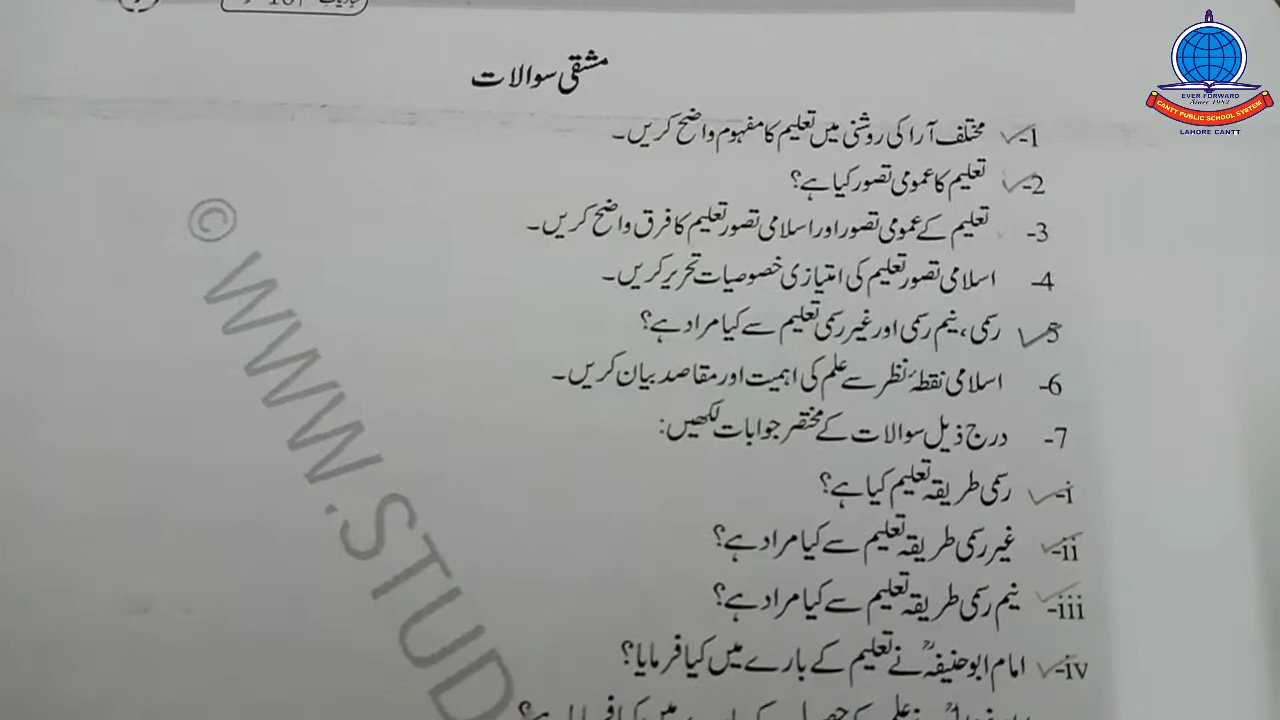 مشقی سوالات
1- مختلف آرا کی روشنی میں تعلیم کا مفہوم واضح کریں۔
2- تعلیم کا عمومی تصور کیا ہے؟
3- تعلیم کے عمومی تصور اور اسلامی تصور تعلیم کا فرق واضح کریں۔
4- اسلامی تصور تعلیم کی امتیازی خصوصیات تحریر کریں۔
5- رسمی، نیم رسمی اور غیر رسمی تعلیم سے کیا مراد ہے؟
6- اسلامی نقطۂ نظر سے علم کی اہمیت اور مقاصد بیان کریں۔
7- درج ذیل سوالات کے مختصر جوابات لکھیں:
i- رسمی طریقہ تعلیم کیا ہے؟
ii- غیر رسمی طریقہ تعلیم سے کیا مراد ہے؟
iii- نیم رسمی طریقہ تعلیم سے کیا مراد ہے؟
iv- امام ابو حنیفہؒ نے تعلیم کے بارے میں کیا فرمایا؟
© WWW.STUD
EVER FORWARD
Since 1982
CANTT PUBLIC SCHOOL SYSTEM
LAHORE CANTT